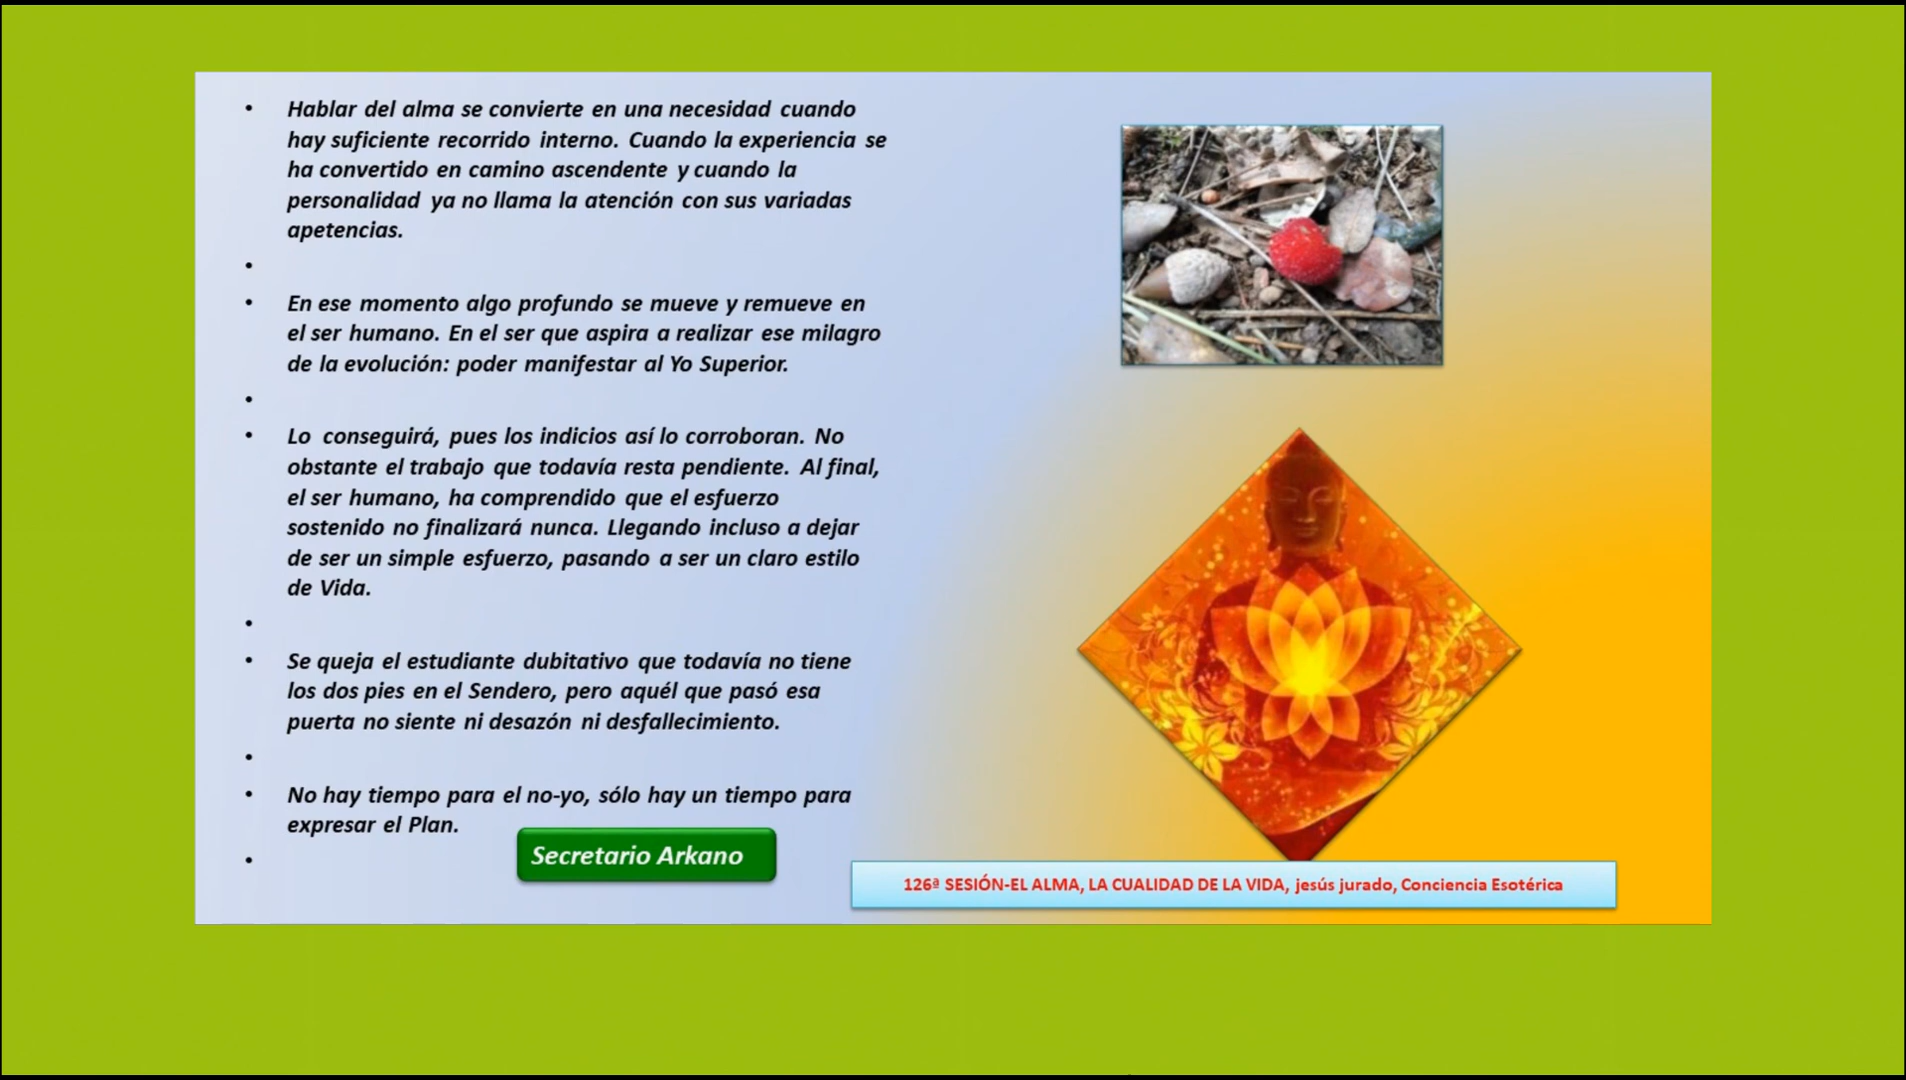 • Hablar del alma se convierte en una necesidad cuando
hay suficiente recorrido interno. Cuando la experiencia se
ha convertido en camino ascendente y cuando la
personalidad ya no llama la atención con sus variadas
apetencias.
•
• En ese momento algo profundo se mueve y remueve en
el ser humano. En el ser que aspira a realizar ese milagro
de la evolución: poder manifestar al Yo Superior.
•
• Lo conseguirá, pues los indicios así lo corroboran. No
obstante el trabajo que todavía resta pendiente. Al final,
el ser humano, ha comprendido que el esfuerzo
sostenido no finalizará nunca. Llegando incluso a dejar
de ser un simple esfuerzo, pasando a ser un claro estilo
de Vida.
•
• Se queja el estudiante dubitativo que todavía no tiene
los dos pies en el Sendero, pero aquél que pasó esa
puerta no siente ni desazón ni desfallecimiento.
•
• No hay tiempo para el no-yo, sólo hay un tiempo para
expresar el Plan.
•
Secretario Arkano
126ª SESIÓN-EL ALMA, LA CUALIDAD DE LA VIDA, jesús jurado, Conciencia Esotérica